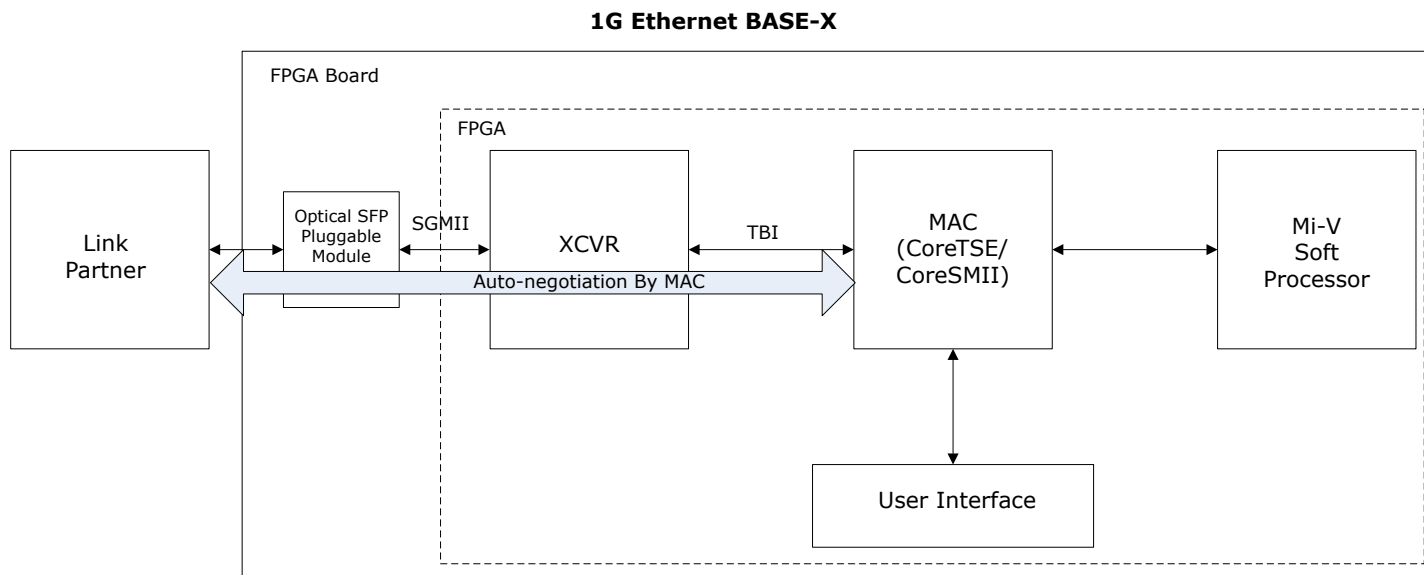 1G Ethernet BASE-X
FPGA Board
FPGA
Link
Partner
Optical SFP
Pluggable
Module
SGMII
XCVR
TBI
MAC
(CoreTSE/
CoreSMII)
Mi-V
Soft
Processor
Auto-negotiation By MAC
User Interface